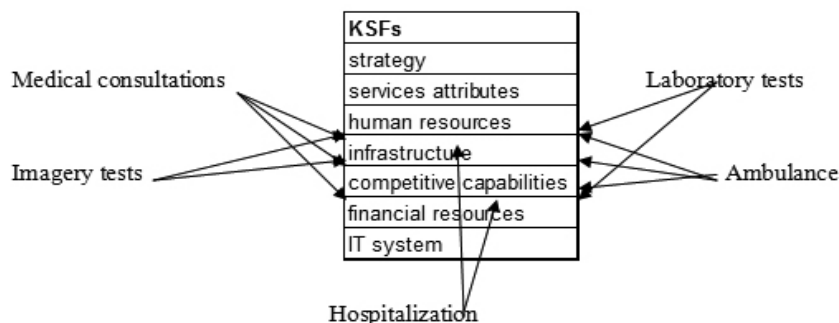 KSFs
strategy
Medical consultations
Laboratory tests
services attributes
human resources
infrastructure
Imagery tests
competitive capabilities
Ambulance
financial resources
IT system
Hospitalization